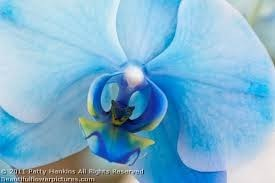 © 2011 Patty Hankins All Rights Reserved
beautifulflowerpictures.com